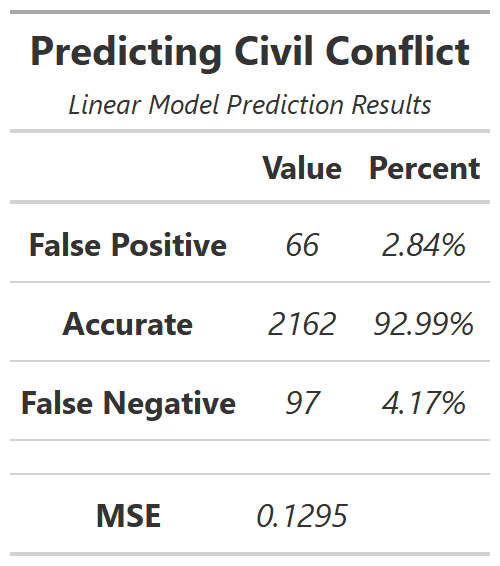 Predicting Civil Conflict
Linear Model Prediction Results
Value Percent
False Positive 66 2.84%
Accurate 2162 92.99%
False Negative 97 4.17%
MSE 0.1295